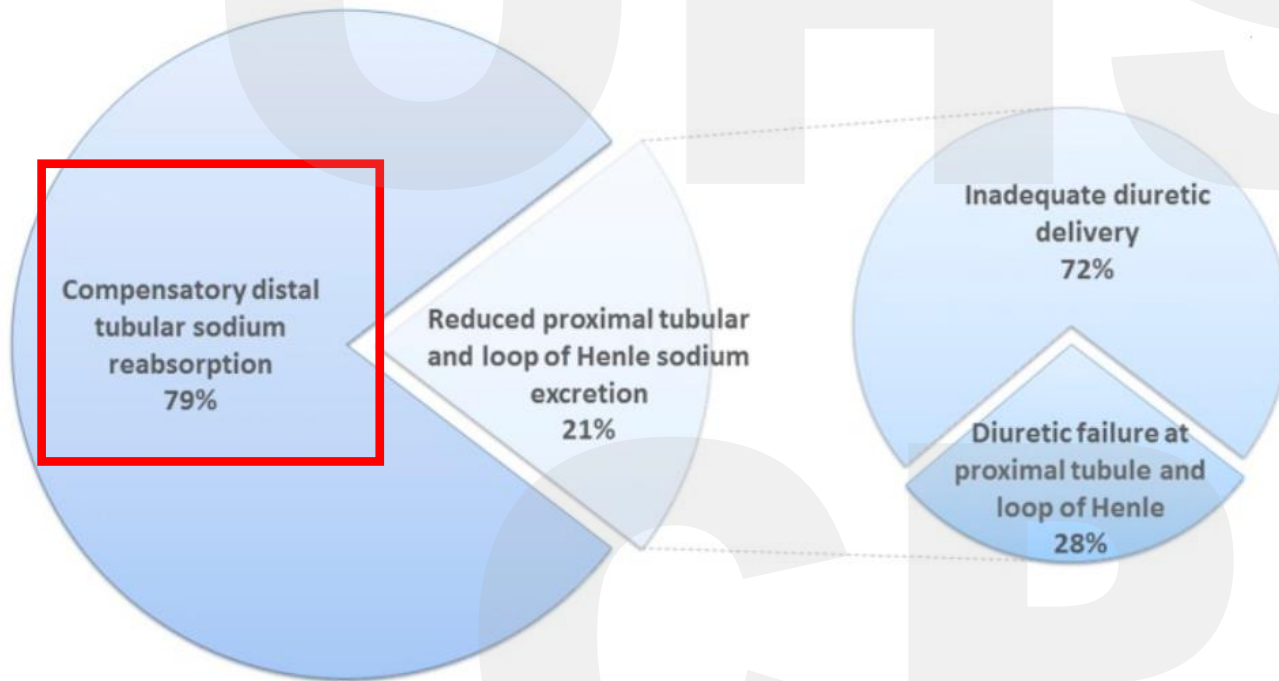 Compensatory distal
tubular sodium
reabsorption
79%
Reduced proximal tubular
and loop of Henle sodium
excretion
21%
Inadequate diuretic
delivery
72%
Diuretic failure at
proximal tubule and
loop of Henle
28%